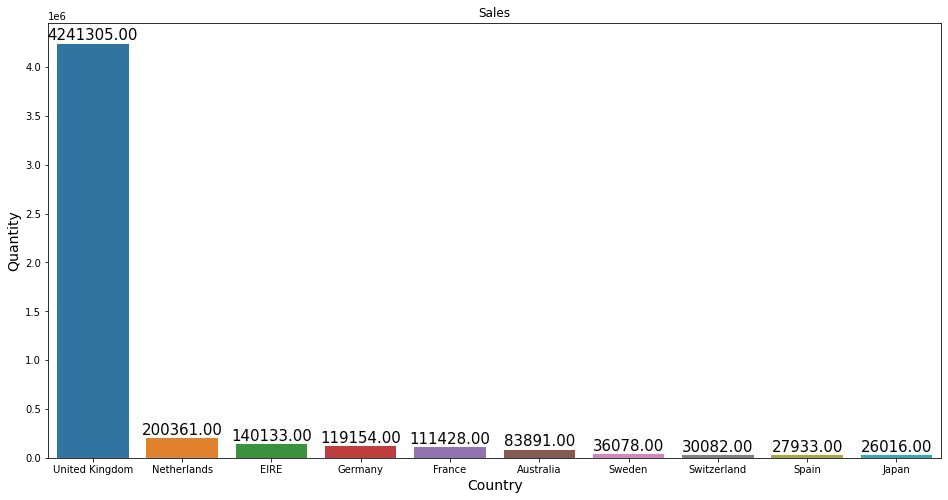 Sales
1e6
4241305.00
4.0
3.5
3.0
2.5
2.0
1.5
1.0
0.5
0.0
Quantity
200361.00 140133.00 119154.00 111428.00 83891.00 36078.00 30082.00 27933.00 26016.00
United Kingdom Netherlands EIRE Germany France Australia Sweden Switzerland Spain Japan
Country